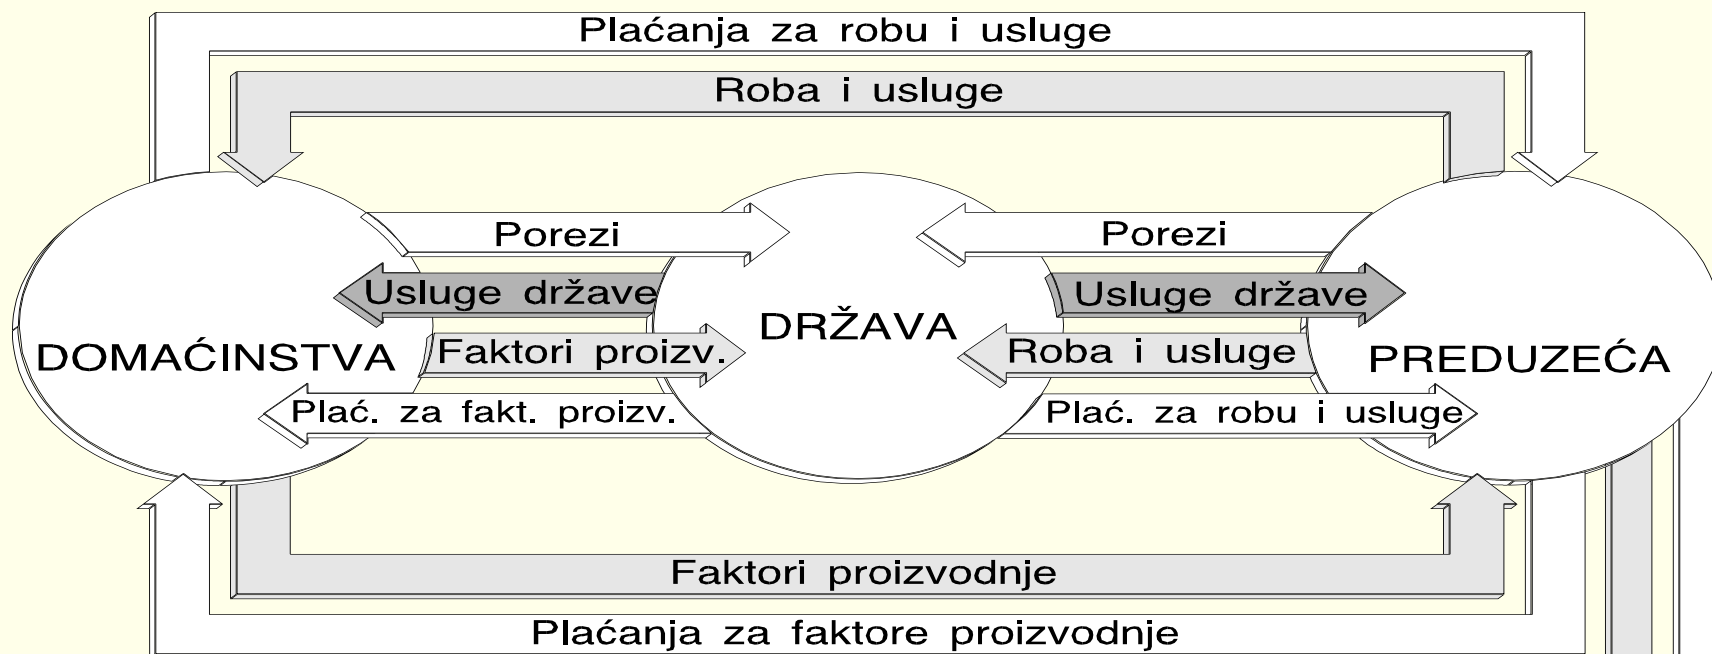 Plaćanja za robu i usluge
Roba i usluge
Porezi
Porezi
Usluge države
Usluge države
DRŽAVA
DOMAĆINSTVA
Faktori proizv.
Roba i usluge
PREDUZEĆA
Plać. za fakt. proizv.
Plać. za robu i usluge
Faktori proizvodnje
Plaćanja za faktore proizvodnje